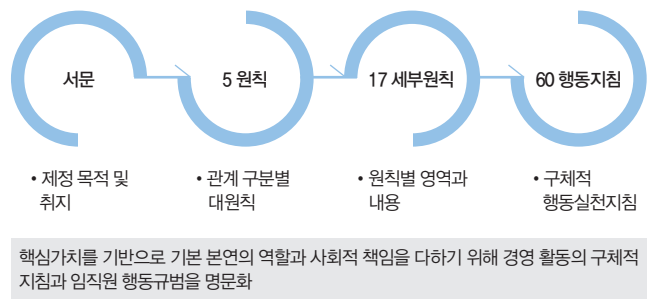 서문
5 원칙
17 세부원칙
60 행동지침
• 제정 목적 및
취지
• 관계 구분별
대원칙
• 원칙별 영역과
내용
• 구체적
행동실천지침
핵심가치를 기반으로 기본 본연의 역할과 사회적 책임을 다하기 위해 경영 활동의 구체적
지침과 임직원 행동규범을 명문화